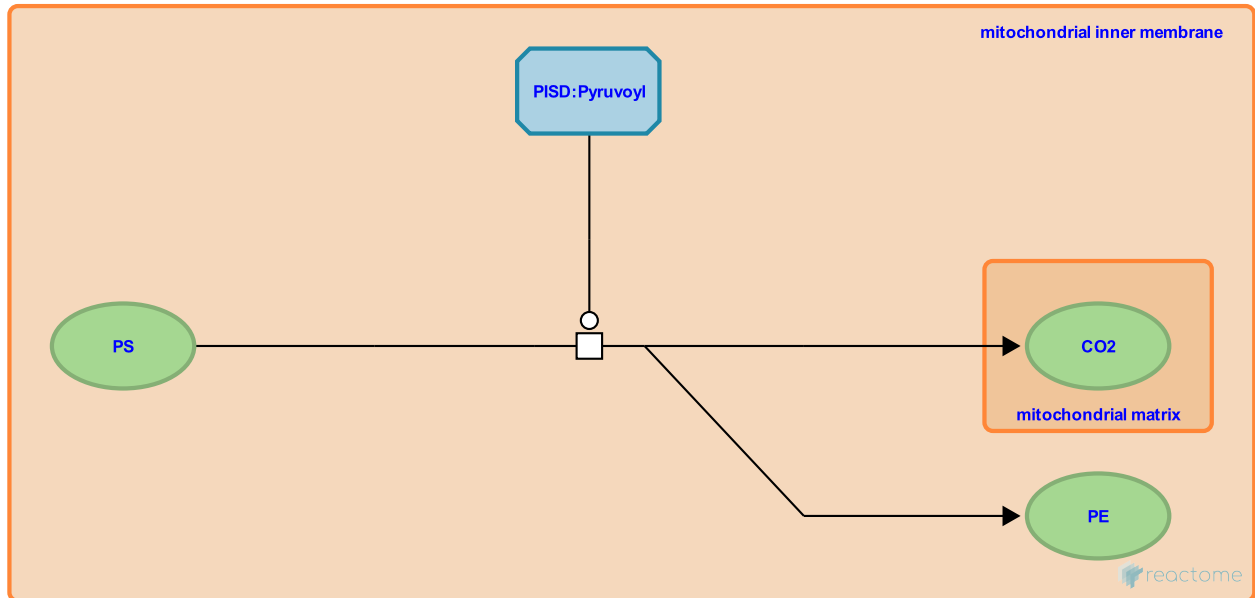 mitochondrial inner membrane
PISD:Pyruvoyl
PS
CO2
mitochondrial matrix
PE
reactome